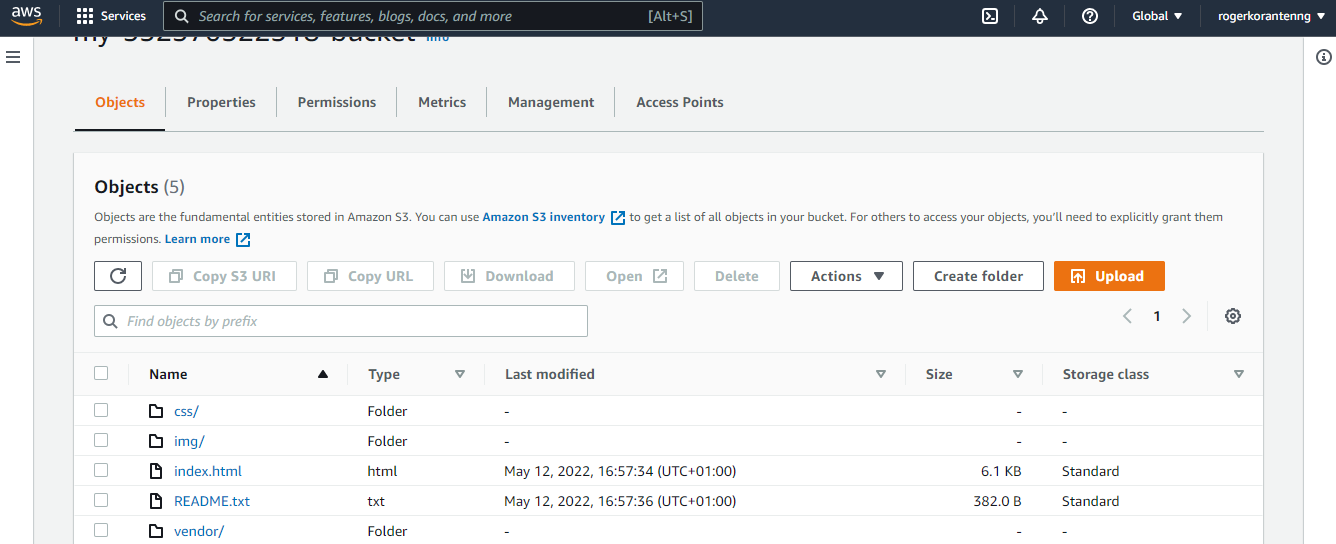 aws Services Search for services, features, blogs, docs, and more [Alt+S] Global rogerkorantenng
Objects Properties Permissions Metrics Management Access Points
Objects (5)
Objects are the fundamental entities stored in Amazon S3. You can use Amazon S3 inventory to get a list of all objects in your bucket. For others to access your objects, you'll need to explicitly grant them
permissions. Learn more
Copy S3 URI Copy URL Download Open Delete Actions Create folder Upload
Find objects by prefix 1
Name Type Last modified Size Storage class
css/ Folder - - -
img/ Folder - - -
index.html html May 12, 2022, 16:57:34 (UTC+01:00) 6.1 KB Standard
README.txt txt May 12, 2022, 16:57:36 (UTC+01:00) 382.0 B Standard
vendor/ Folder - - -